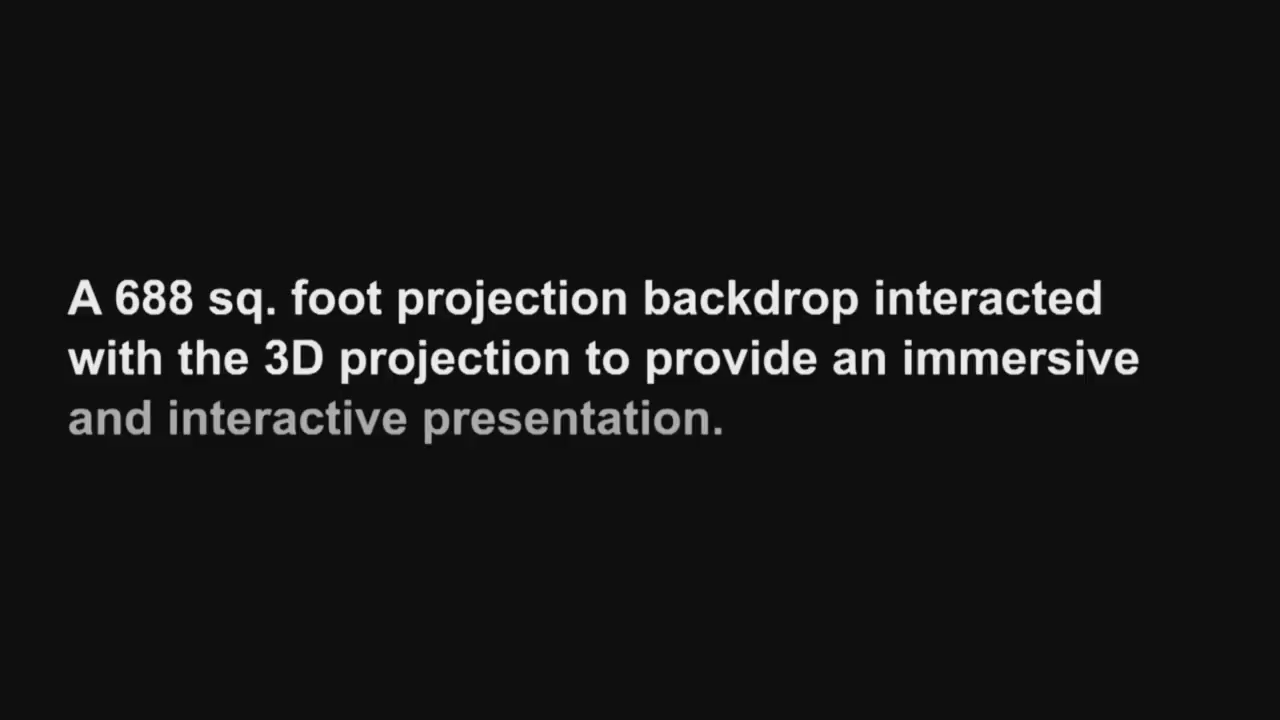 A 688 sq. foot projection backdrop interacted
with the 3D projection to provide an immersive
and interactive presentation.